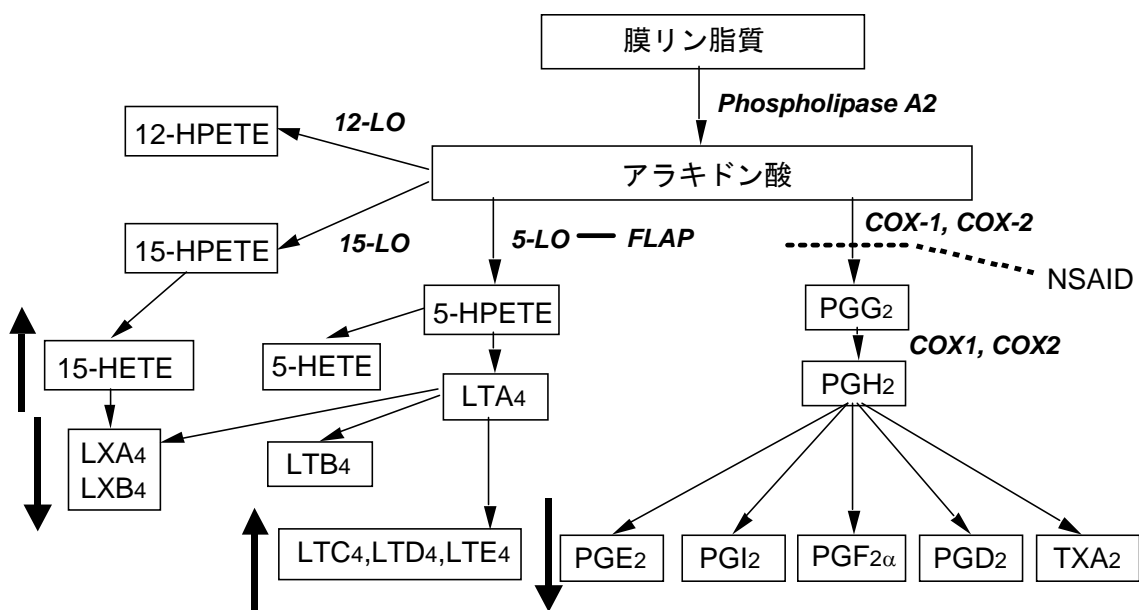 膜リン脂質
Phospholipase A2
12-HPETE
12-LO
アラキドン酸
15-HPETE
15-LO
5-LO
FLAP
COX-1, COX-2
NSAID
5-HPETE
PGG2
COX1, COX2
15-HETE
5-HETE
LTA4
PGH2
LXA4
LXB4
LTB4
LTC4,LTD4,LTE4
PGE2
PGI2
PGF2α
PGD2
TXA2